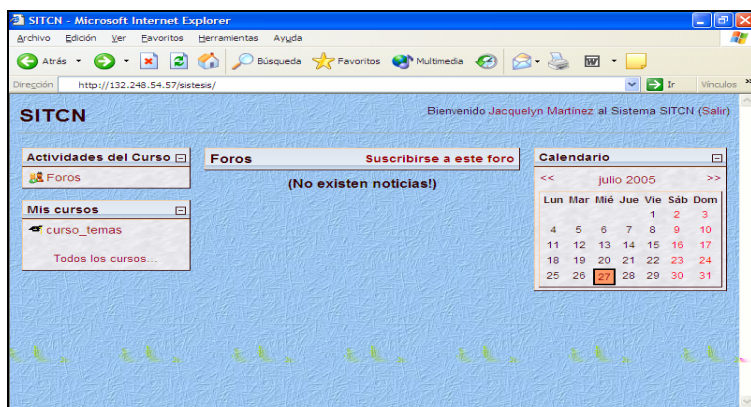 SITCN - Microsoft Internet Explorer
Archivo Edición Ver Favoritos Herramientas Ayuda
Atrás Búsqueda Favoritos Multimedia
Dirección http://132.248.54.57/sistesis/ Ir Vínculos »
SITCN
Bienvenido Jacquelyn Martínez al Sistema SITCN (Salir)
Actividades del Curso
Foros
Mis cursos
curso_temas
Todos los cursos...
Foros Suscribirse a este foro
(No existen noticias!)
Calendario
<< julio 2005 >>
Lun Mar Mié Jue Vie Sáb Dom
1 2 3
4 5 6 7 8 9 10
11 12 13 14 15 16 17
18 19 20 21 22 23 24
25 26 27 28 29 30 31